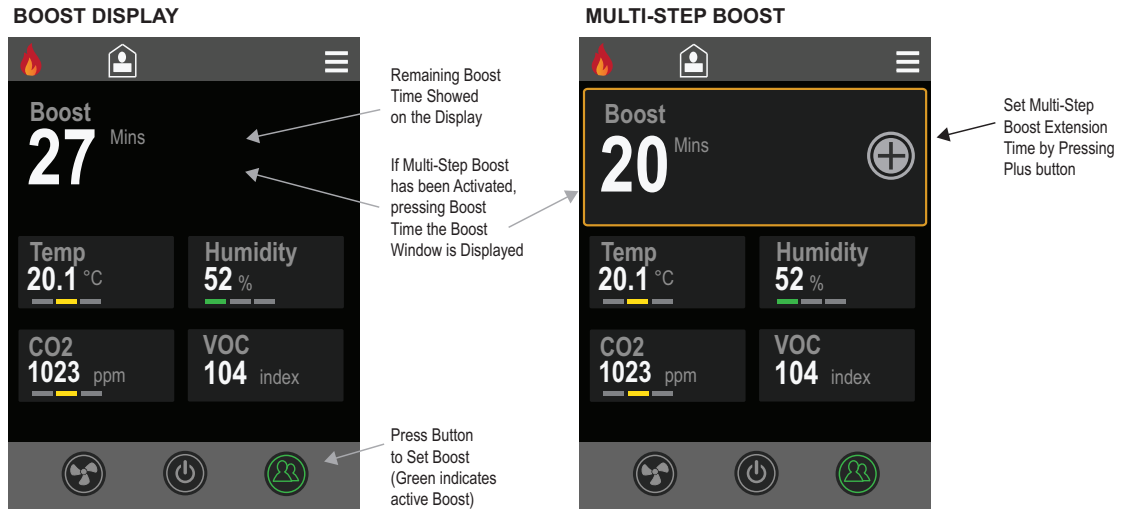 BOOST DISPLAY
Boost
27 Mins
Temp
20.1 °C
Humidity
52 %
CO2
1023 ppm
VOC
104 index
Remaining Boost
Time Showed
on the Display
If Multi-Step Boost
has been Activated,
pressing Boost
Time the Boost
Window is Displayed
Press Button
to Set Boost
(Green indicates
active Boost)
MULTI-STEP BOOST
Boost
20 Mins
Temp
20.1 °C
Humidity
52 %
CO2
1023 ppm
VOC
104 index
Set Multi-Step
Boost Extension
Time by Pressing
Plus button